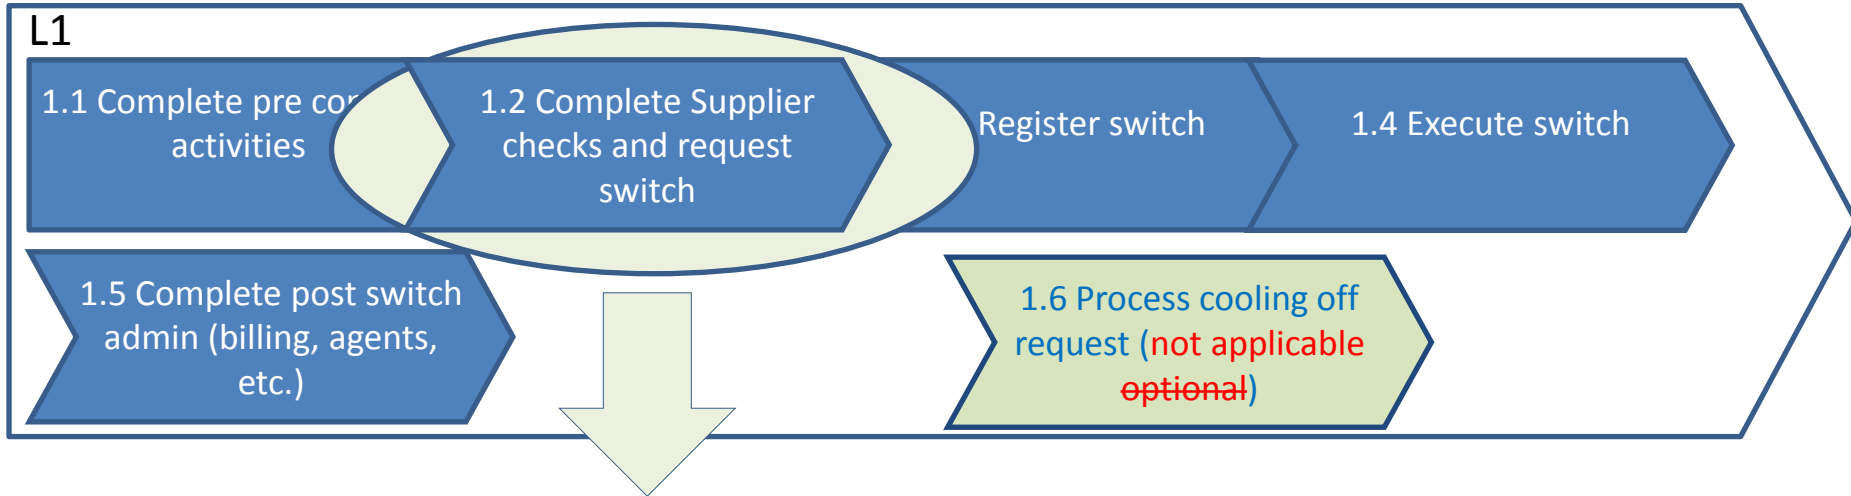 L1
1.1 Complete pre
activities
1.2 Complete Supplier
checks and request
switch
Register switch
1.4 Execute switch
1.5 Complete post switch
admin (billing, agents,
etc.)
1.6 Process cooling off
request (not applicable
optional)